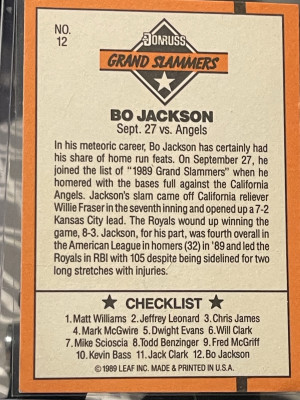 NO.
12
DONRUSS
GRAND SLAMMERS
BO JACKSON
Sept. 27 vs. Angels
In his meteoric career, Bo Jackson has certainly had
his share of home run feats. On September 27, he
joined the list of "1989 Grand Slammers" when he
homered with the bases full against the California
Angels. Jackson's slam off California reliever
Willie Fraser in the seventh inning and opened up a 7-2
Kansas City lead. The Royals wound up winning the
game, 8-3. Jackson, for his part, was fourth overall in
the American League in homers (32) in '89 and led the
Royals in RBI with 105 despite being sidelined for two
long stretches with injuries.
★ CHECKLIST ★
1.Matt Williams 2.Jeffrey Leonard 3.Chris James
4.Mark McGwire 5.Dwight Evans 6.Will Clark
7.Mike Scioscia 8.Todd Benzinger 9.Fred McGriff
10.Kevin Bass 11.Jack Clark 12.Bo Jackson
© 1989 LEAF INC. MADE & PRINTED IN U.S.A.